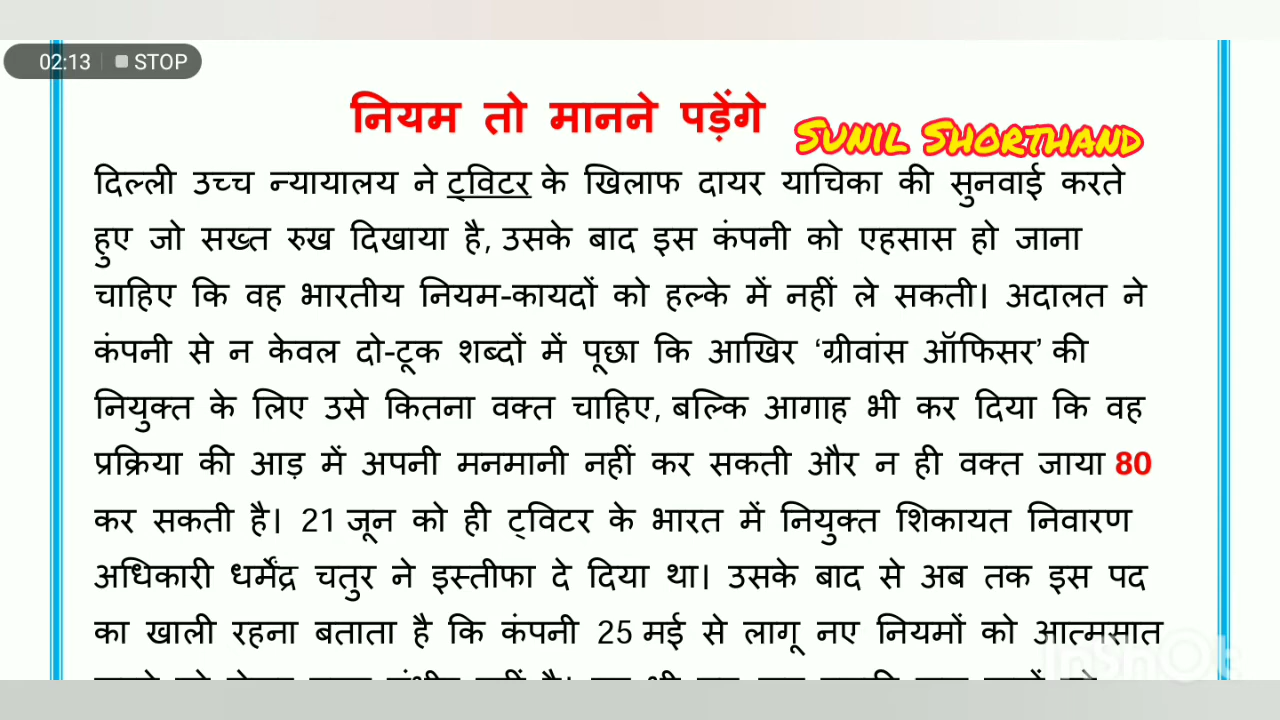 02:13 STOP
नियम तो मानने पड़ेंगे
SUNIL SHORTHAND
दिल्ली उच्च न्यायालय ने ट्विटर के खिलाफ दायर याचिका की सुनवाई करते
हुए जो सख्त रुख दिखाया है, उसके बाद इस कंपनी को एहसास हो जाना
चाहिए कि वह भारतीय नियम-कायदों को हल्के में नहीं ले सकती। अदालत ने
कंपनी से न केवल दो-टूक शब्दों में पूछा कि आखिर ‘ग्रीवांस ऑफिसर’ की
नियुक्त के लिए उसे कितना वक्त चाहिए, बल्कि आगाह भी कर दिया कि वह
प्रक्रिया की आड़ में अपनी मनमानी नहीं कर सकती और न ही वक्त जाया 80
कर सकती है। 21 जून को ही ट्विटर के भारत में नियुक्त शिकायत निवारण
अधिकारी धर्मेंद्र चतुर ने इस्तीफा दे दिया था। उसके बाद से अब तक इस पद
का खाली रहना बताता है कि कंपनी 25 मई से लागू नए नियमों को आत्मसात
InShOt